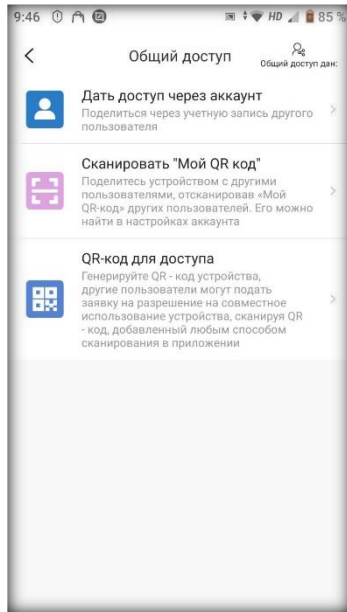 9:46 HD 85 %
Общий доступ
Общий доступ дан:
Дать доступ через аккаунт
Поделиться через учетную запись другого
пользователя
Сканировать "Мой QR код"
Поделитесь устройством с другими
пользователями, отсканировав «Мой
QR-код» других пользователей. Его можно
найти в настройках аккаунта
QR-код для доступа
Генерируйте QR - код устройства,
другие пользователи могут подать
заявку на разрешение на совместное
использование устройства, сканируя QR
- код, добавленный любым способом
сканирования в приложении